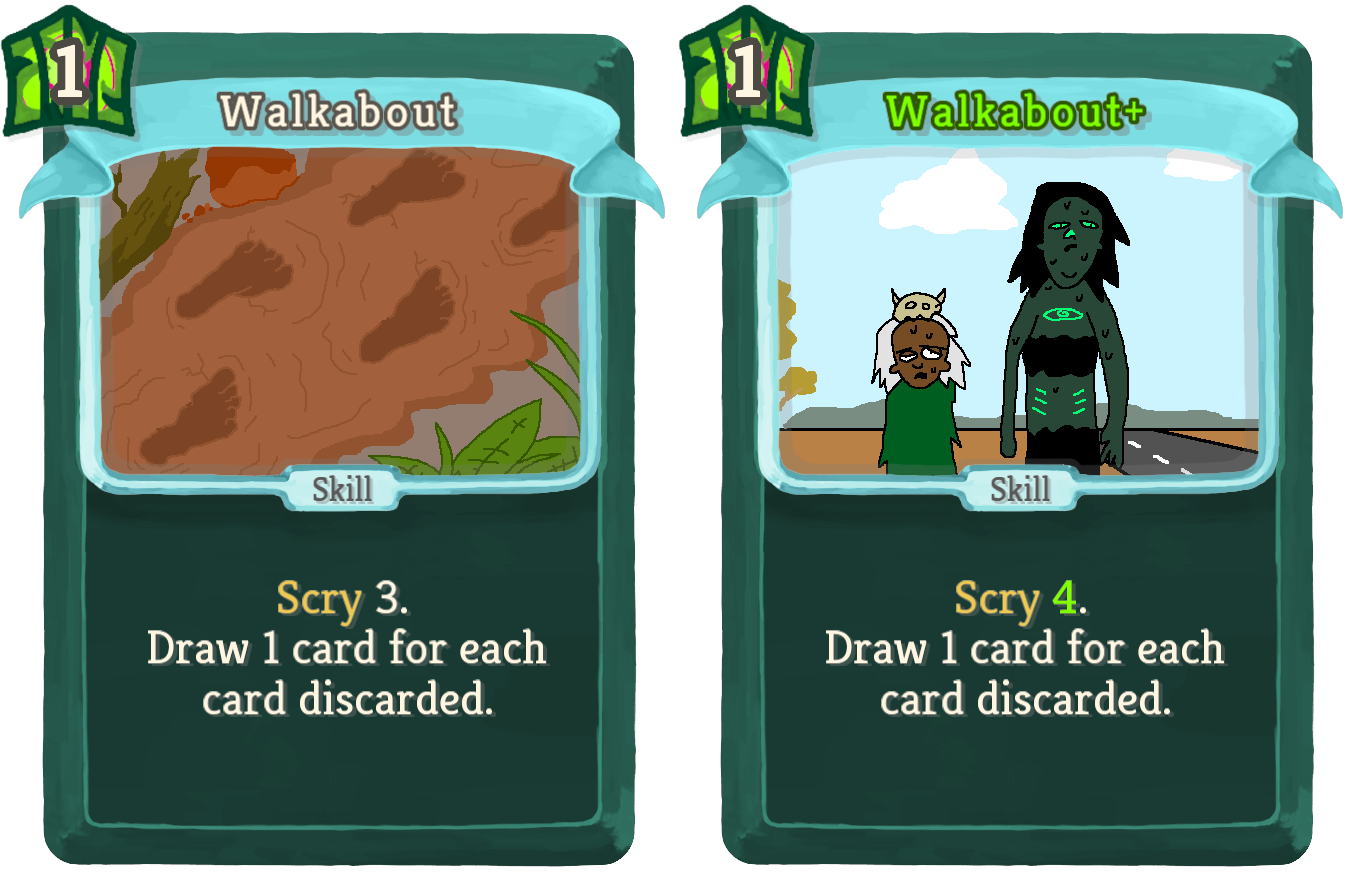 1
Walkabout
Skill
Scry 3.
Draw 1 card for each
card discarded.
1
Walkabout+
Skill
Scry 4.
Draw 1 card for each
card discarded.